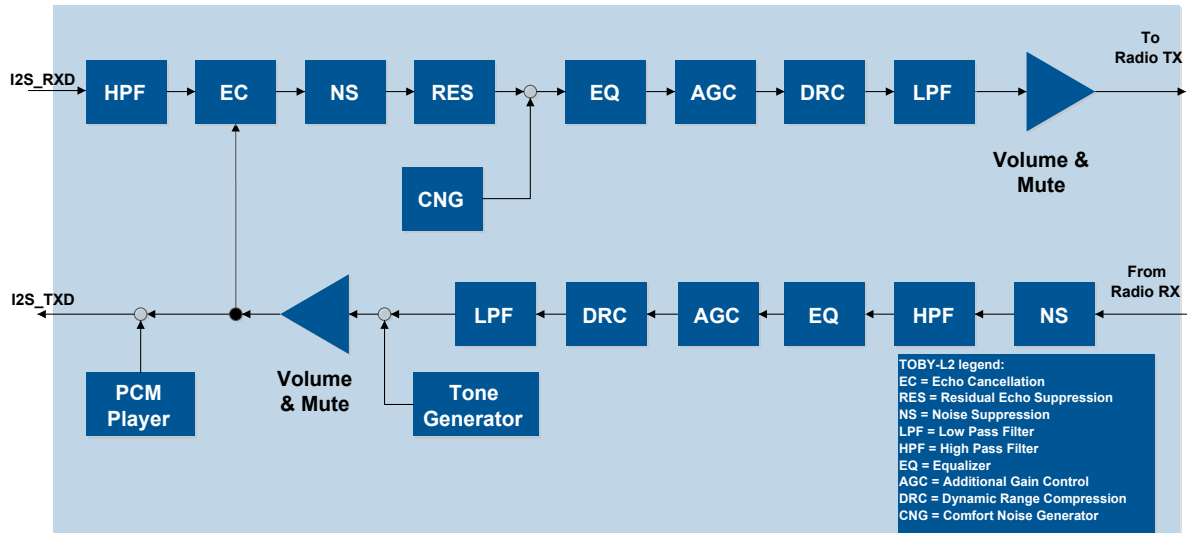 To
Radio TX
I2S_RXD
HPF
EC
NS
RES
EQ
AGC
DRC
LPF
Volume &
Mute
CNG
I2S_TXD
From
Radio RX
LPF
DRC
AGC
EQ
HPF
NS
PCM
Player
Volume
& Mute
Tone
Generator
TOBY-L2 legend:
EC = Echo Cancellation
RES = Residual Echo Suppression
NS = Noise Suppression
LPF = Low Pass Filter
HPF = High Pass Filter
EQ = Equalizer
AGC = Additional Gain Control
DRC = Dynamic Range Compression
CNG = Comfort Noise Generator